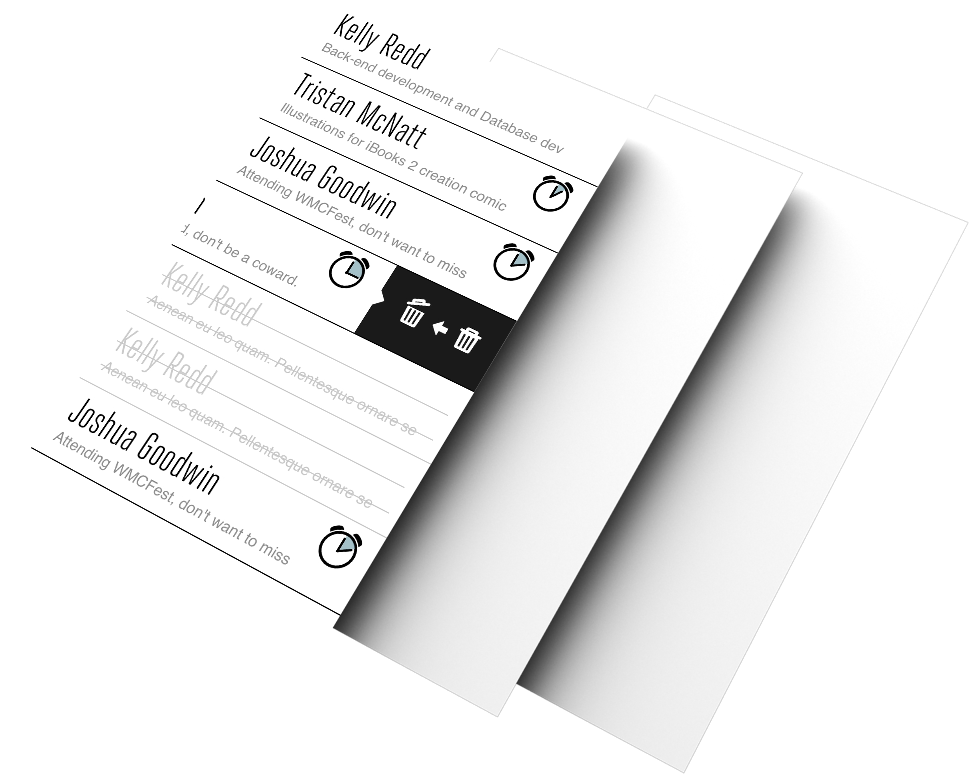 Kelly Redd
Back-end development and Database dev
Tristan McNatt
Illustrations for iBooks 2 creation comic
Joshua Goodwin
Attending WMCFest, don't want to miss
don't be a coward.
Kelly Redd
Aenean eu leo quam. Pellentesque ornare se
Kelly Redd
Aenean eu leo quam. Pellentesque ornare se
Joshua Goodwin
Attending WMCFest, don't want to miss